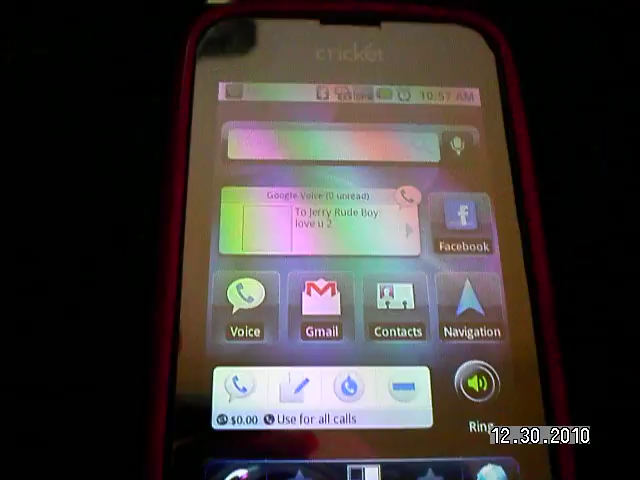 cricket
10:57 AM
Google Voice (0 unread)
To Jerry Rude Boy
love u 2
Facebook
Voice
Gmail
Contacts
Navigation
$0.00 Use for all calls
Ring
12.30.2010